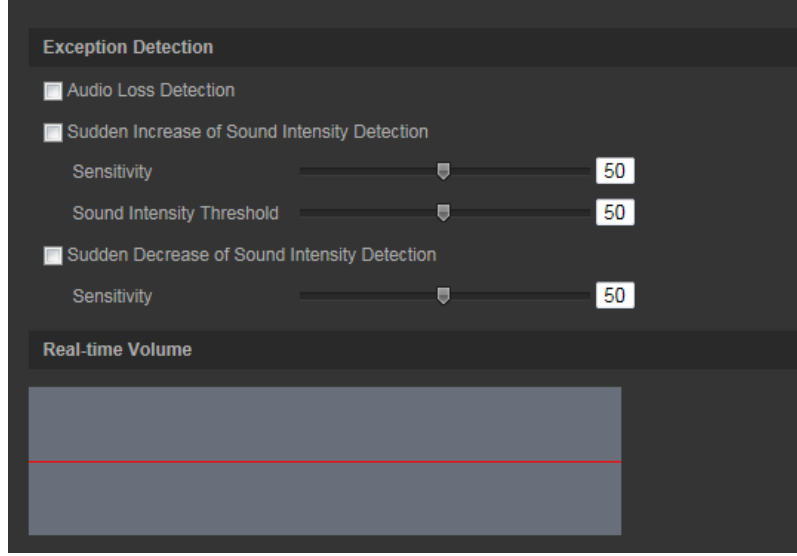 Exception Detection
Audio Loss Detection
Sudden Increase of Sound Intensity Detection
Sensitivity 50
Sound Intensity Threshold 50
Sudden Decrease of Sound Intensity Detection
Sensitivity 50
Real-time Volume